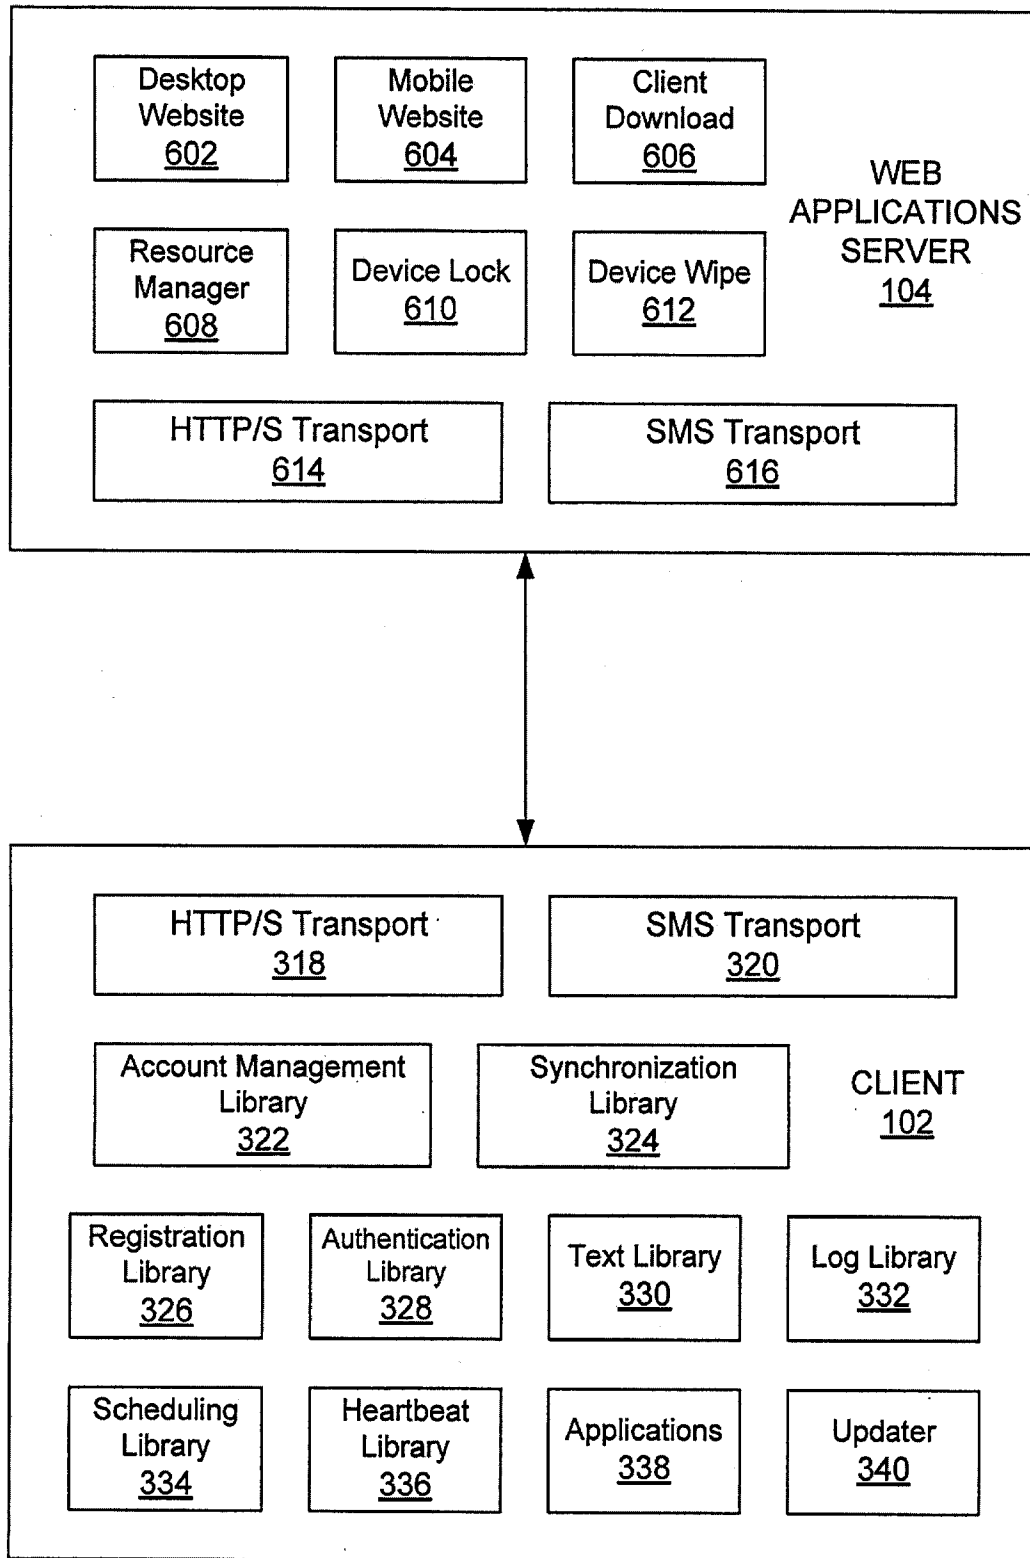 Desktop
Website
602
Mobile
Website
604
Client
Download
606
WEB
APPLICATIONS
SERVER
104
Resource
Manager
608
Device Lock
610
Device Wipe
612
HTTP/S Transport
614
SMS Transport
616
HTTP/S Transport
318
SMS Transport
320
Account Management
Library
322
Synchronization
Library
324
CLIENT
102
Registration
Library
326
Authentication
Library
328
Text Library
330
Log Library
332
Scheduling
Library
334
Heartbeat
Library
336
Applications
338
Updater
340